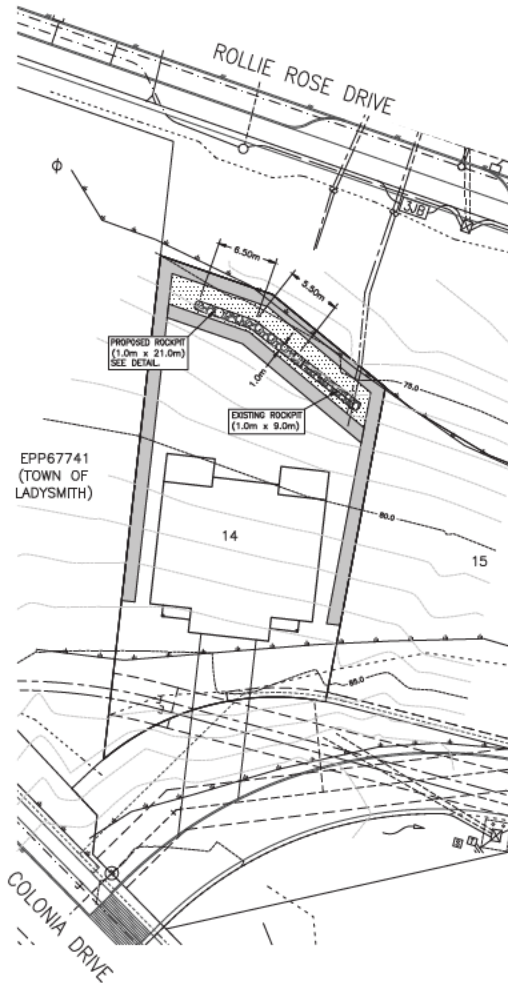 ROLLIE ROSE DRIVE
3JB
6.50m
5.50m
PROPOSED ROCKPIT
(1.0m x 21.0m)
SEE DETAIL
1.0m
75.0
EXISTING ROCKPIT
(1.0m x 9.0m)
EPP67741
(TOWN OF
LADYSMITH)
80.0
14
15
85.0
COLONIA DRIVE